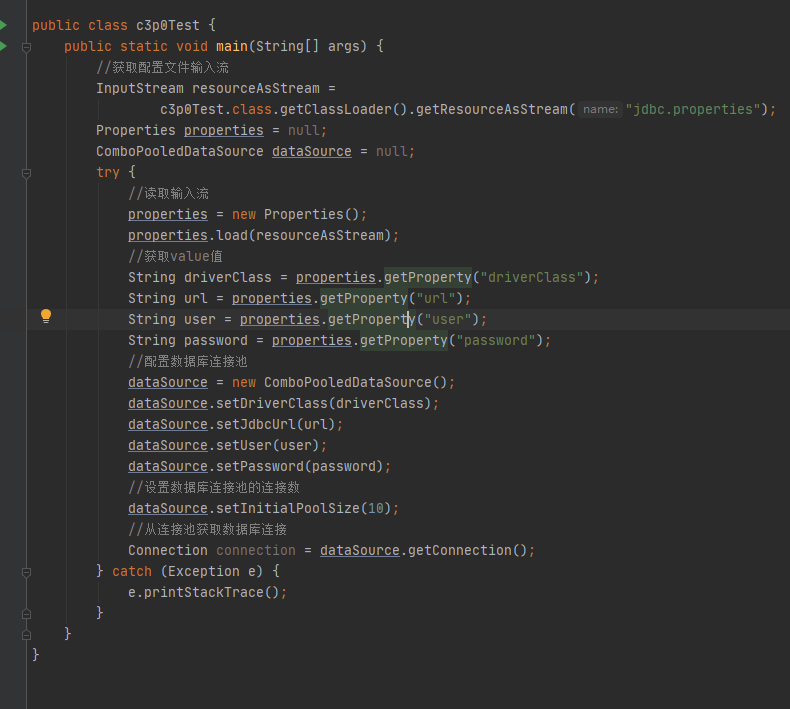 public class c3p0Test {
public static void main(String[] args) {
//获取配置文件输入流
InputStream resourceAsStream =
c3p0Test.class.getClassLoader().getResourceAsStream( name: "jdbc.properties");
Properties properties = null;
ComboPooledDataSource dataSource = null;
try {
//读取输入流
properties = new Properties();
properties.load(resourceAsStream);
//获取value值
String driverClass = properties.getProperty("driverClass");
String url = properties.getProperty("url");
String user = properties.getProperty("user");
String password = properties.getProperty("password");
//配置数据库连接池
dataSource = new ComboPooledDataSource();
dataSource.setDriverClass(driverClass);
dataSource.setJdbcUrl(url);
dataSource.setUser(user);
dataSource.setPassword(password);
//设置数据库连接池的连接数
dataSource.setInitialPoolSize(10);
//从连接池获取数据库连接
Connection connection = dataSource.getConnection();
} catch (Exception e) {
e.printStackTrace();
}
}
}